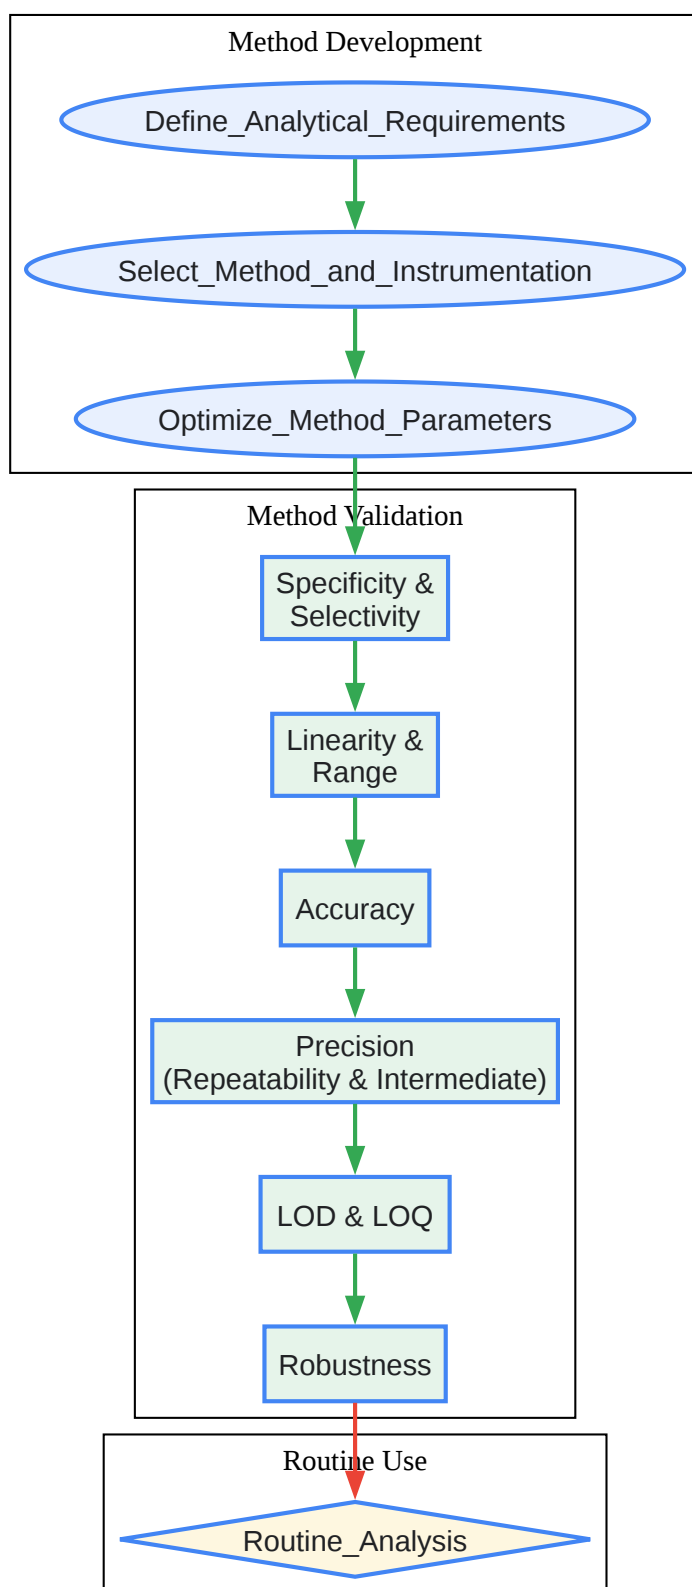 Method Development
Define_Analytical_Requirements
Select_Method_and_Instrumentation
Optimize_Method_Parameters
Method Validation
Specificity &
Selectivity
Linearity &
Range
Accuracy
Precision
(Repeatability & Intermediate)
LOD & LOQ
Robustness
Routine Use
Routine_Analysis